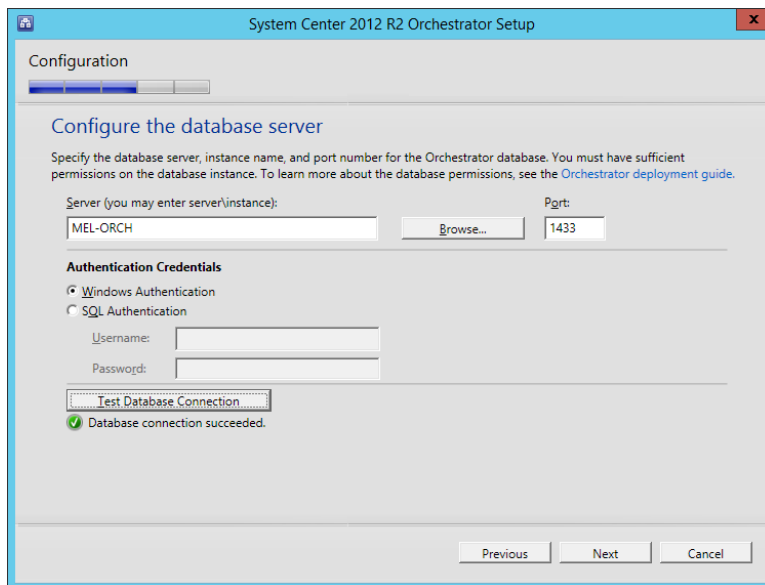 System Center 2012 R2 Orchestrator Setup
x
Configuration
Configure the database server
Specify the database server, instance name, and port number for the Orchestrator database. You must have sufficient
permissions on the database instance. To learn more about the database permissions, see the Orchestrator deployment guide.
Server (you may enter server\instance):
Port:
MEL-ORCH
Browse...
1433
Authentication Credentials
Windows Authentication
SQL Authentication
Username:
Password:
Test Database Connection
Database connection succeeded.
Previous
Next
Cancel